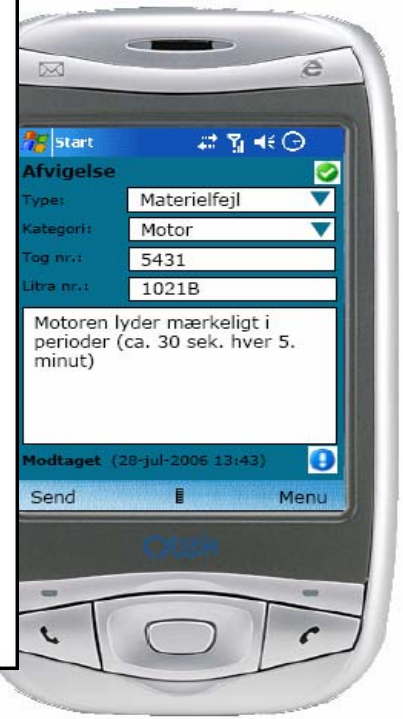 Start
Afvigelse
Type: Materielfejl
Kategori: Motor
Tog nr.: 5431
Litra nr.: 1021B
Motoren lyder mærkeligt i
perioder (ca. 30 sek. hver 5.
minut)
Modtaget (28-jul-2006 13:43)
Send Menu